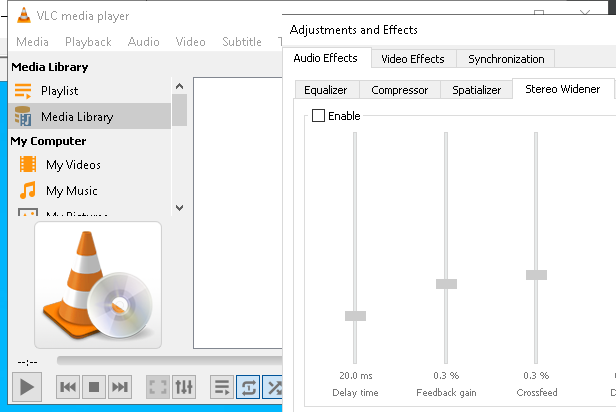 VLC media player
Media Playback Audio Video Subtitle T
Media Library
Playlist
Media Library
My Computer
My Videos
My Music
My Pictures
--:--
Adjustments and Effects
Audio Effects Video Effects Synchronization
Equalizer Compressor Spatializer Stereo Widener
Enable
20.0 ms 0.3 % 0.3 %
Delay time Feedback gain Crossfeed D